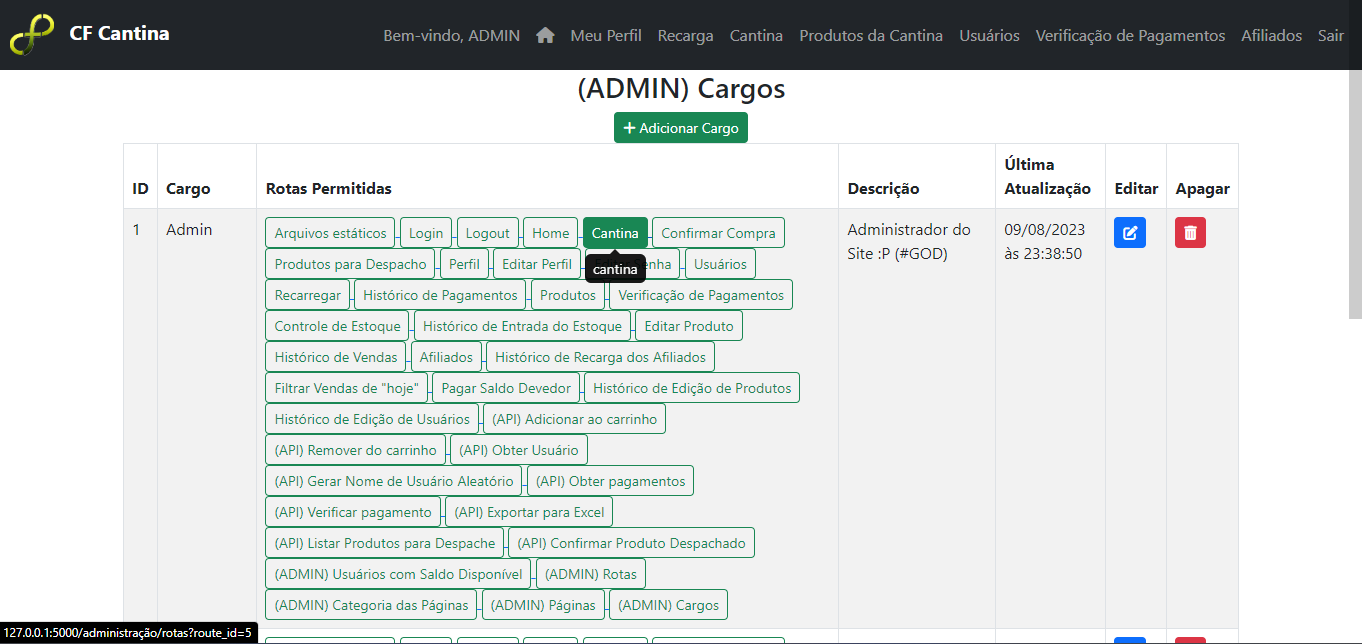 CF Cantina
Bem-vindo, ADMIN Meu Perfil Recarga Cantina Produtos da Cantina Usuários Verificação de Pagamentos Afiliados Sair
(ADMIN) Cargos
+ Adicionar Cargo
ID Cargo Rotas Permitidas Descrição Última Atualização Editar Apagar
1 Admin
Arquivos estáticos Login Logout Home Cantina Confirmar Compra
Produtos para Despacho Perfil Editar Perfil Senha Usuários
cantina
Recarregar Histórico de Pagamentos Produtos Verificação de Pagamentos
Controle de Estoque Histórico de Entrada do Estoque Editar Produto
Histórico de Vendas Afiliados Histórico de Recarga dos Afiliados
Filtrar Vendas de "hoje" Pagar Saldo Devedor Histórico de Edição de Produtos
Histórico de Edição de Usuários (API) Adicionar ao carrinho
(API) Remover do carrinho (API) Obter Usuário
(API) Gerar Nome de Usuário Aleatório (API) Obter pagamentos
(API) Verificar pagamento (API) Exportar para Excel
(API) Listar Produtos para Despache (API) Confirmar Produto Despachado
(ADMIN) Usuários com Saldo Disponível (ADMIN) Rotas
(ADMIN) Categoria das Páginas (ADMIN) Páginas (ADMIN) Cargos
Administrador do
Site :P (#GOD)
09/08/2023
às 23:38:50
127.0.0.1:5000/administração/rotas?route_id=5